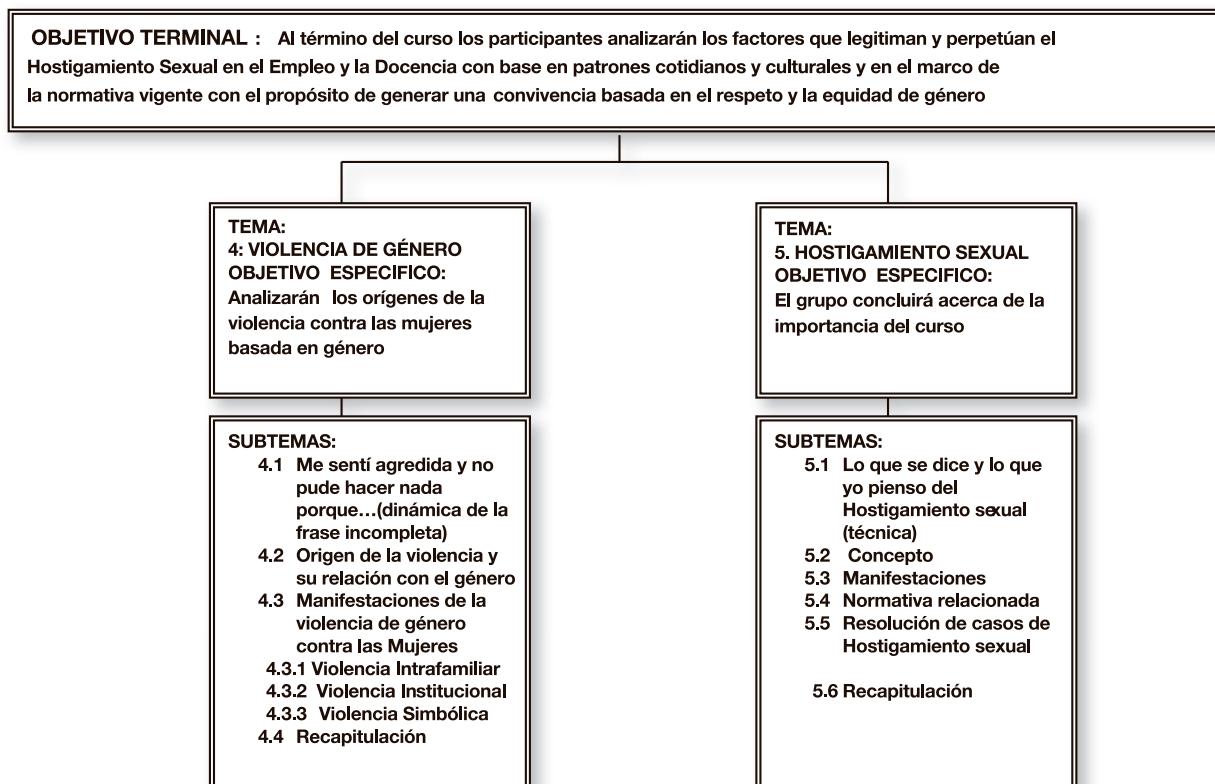 OBJETIVO TERMINAL : Al término del curso los participantes analizarán los factores que legitiman y perpetúan el
Hostigamiento Sexual en el Empleo y la Docencia con base en patrones cotidianos y culturales y en el marco de
la normativa vigente con el propósito de generar una convivencia basada en el respeto y la equidad de género
TEMA:
4: VIOLENCIA DE GÉNERO
OBJETIVO ESPECIFICO:
Analizarán los orígenes de la
violencia contra las mujeres
basada en género
SUBTEMAS:
4.1 Me sentí agredida y no
pude hacer nada
porque...(dinámica de la
frase incompleta)
4.2 Origen de la violencia y
su relación con el género
4.3 Manifestaciones de la
violencia de género
contra las Mujeres
4.3.1 Violencia Intrafamiliar
4.3.2 Violencia Institucional
4.3.3 Violencia Simbólica
4.4 Recapitulación
TEMA:
5. HOSTIGAMIENTO SEXUAL
OBJETIVO ESPECIFICO:
El grupo concluirá acerca de la
importancia del curso
SUBTEMAS:
5.1 Lo que se dice y lo que
yo pienso del
Hostigamiento sexual
(técnica)
5.2 Concepto
5.3 Manifestaciones
5.4 Normativa relacionada
5.5 Resolución de casos de
Hostigamiento sexual
5.6 Recapitulación